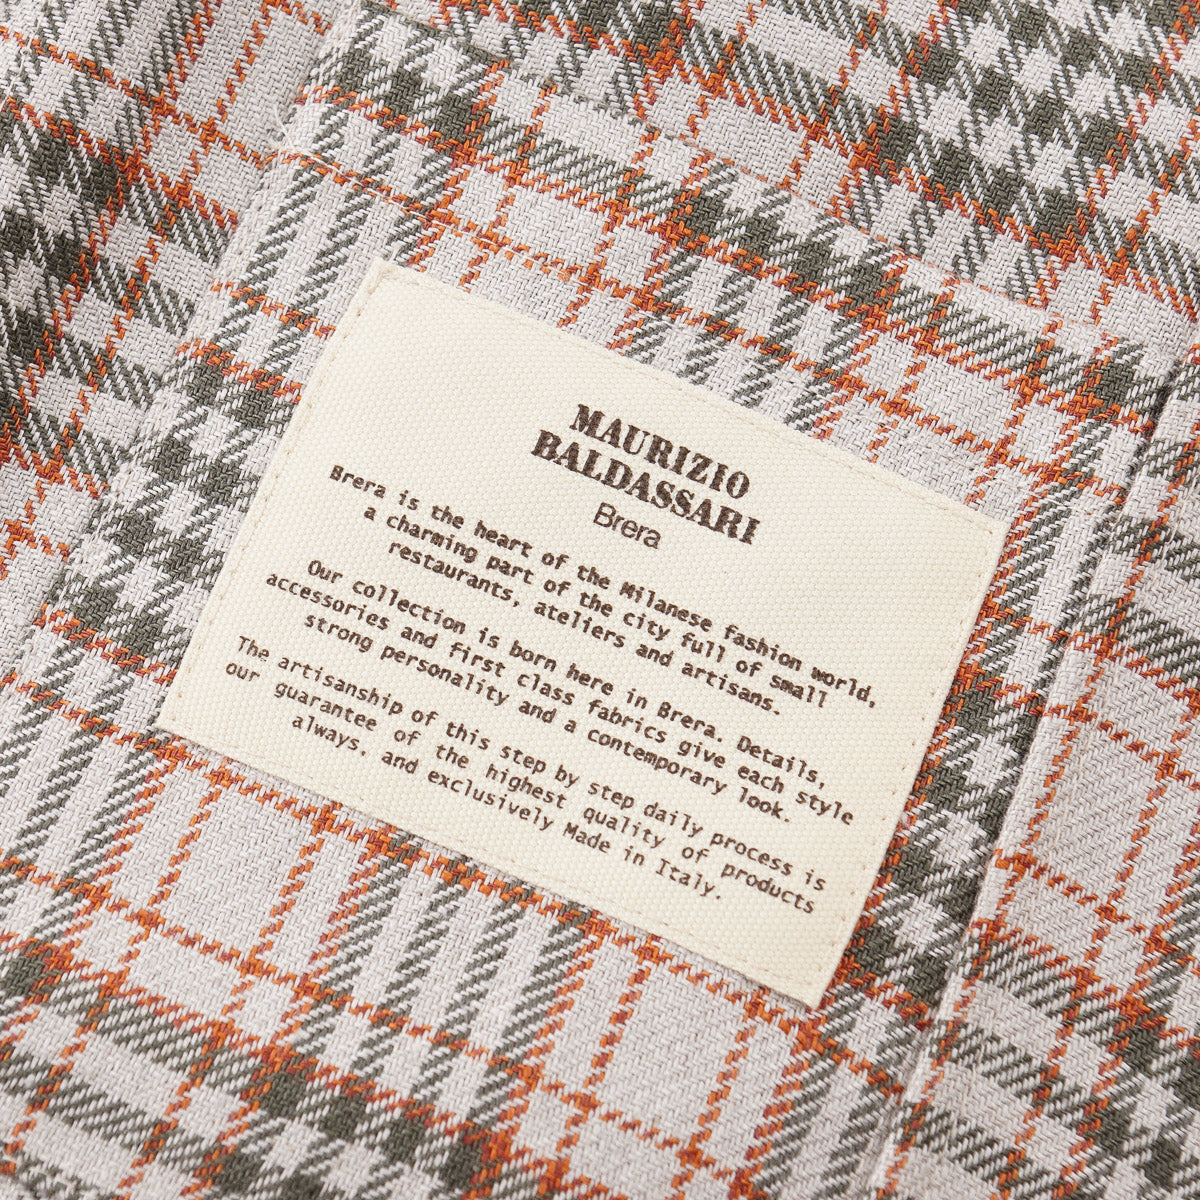 MAURIZIO
BALDASSARI
Brera
Brera is the heart of the Milanese fashion world,
a charming part of the city full of small
restaurants, ateliers and artisans.
Our collection is born here in Brera. Details,
accessories and first class fabrics give each style
strong personality and a contemporary look.
The artisanship of this step by step daily process is
our guarantee of the highest quality of products
always, and exclusively Made in Italy.